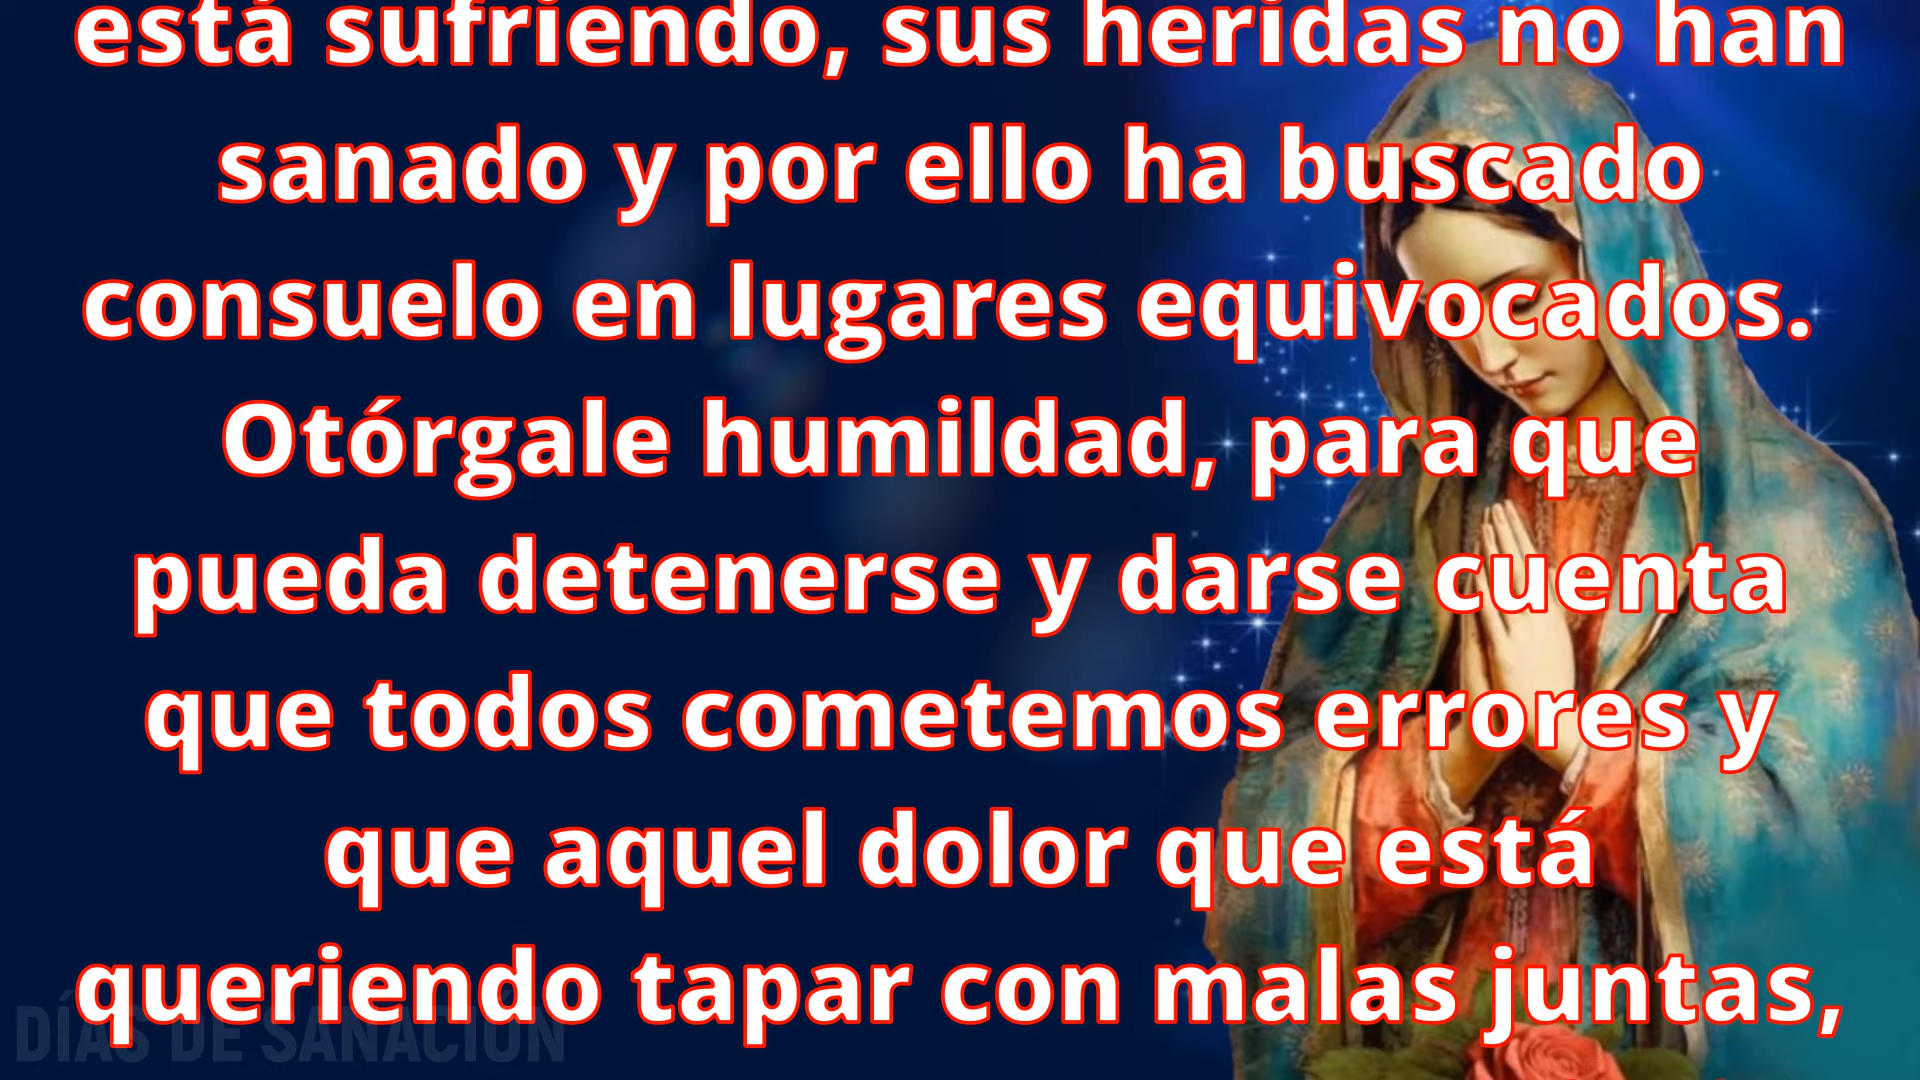 está sufriendo, sus heridas no han
sanado y por ello ha buscado
consuelo en lugares equivocados.
Otórgale humildad, para que
pueda detenerse y darse cuenta
que todos cometemos errores y
que aquel dolor que está
queriendo tapar con malas juntas,
DÍAS DE SANACIÓN